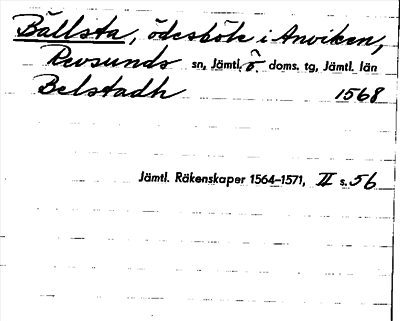 Bällsta, ödesböle i Anviken,
Revsunds sn, Jämtl. ö. doms. tg, Jämtl. län
Belstadh 1568
Jämtl. Räkenskaper 1564–1571, II s. 56